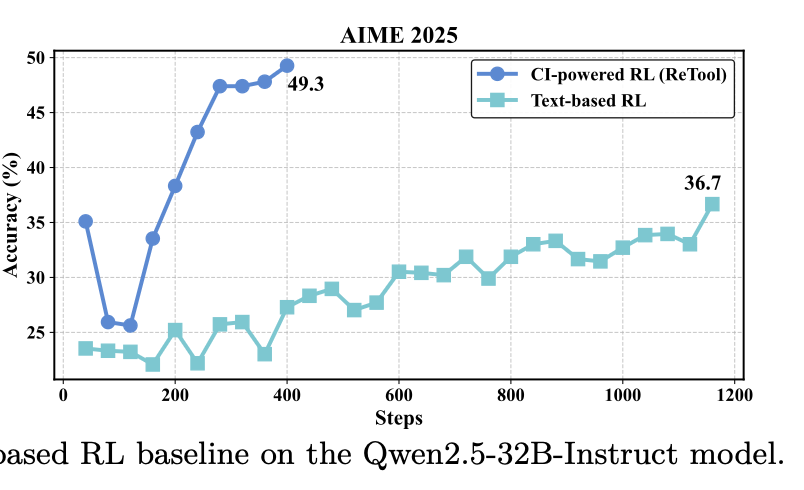 AIME 2025
50
45
40
35
30
25
Accuracy (%)
CI-powered RL (ReTool)
Text-based RL
49.3
36.7
0 200 400 600 800 1000 1200
Steps
based RL baseline on the Qwen2.5-32B-Instruct model.